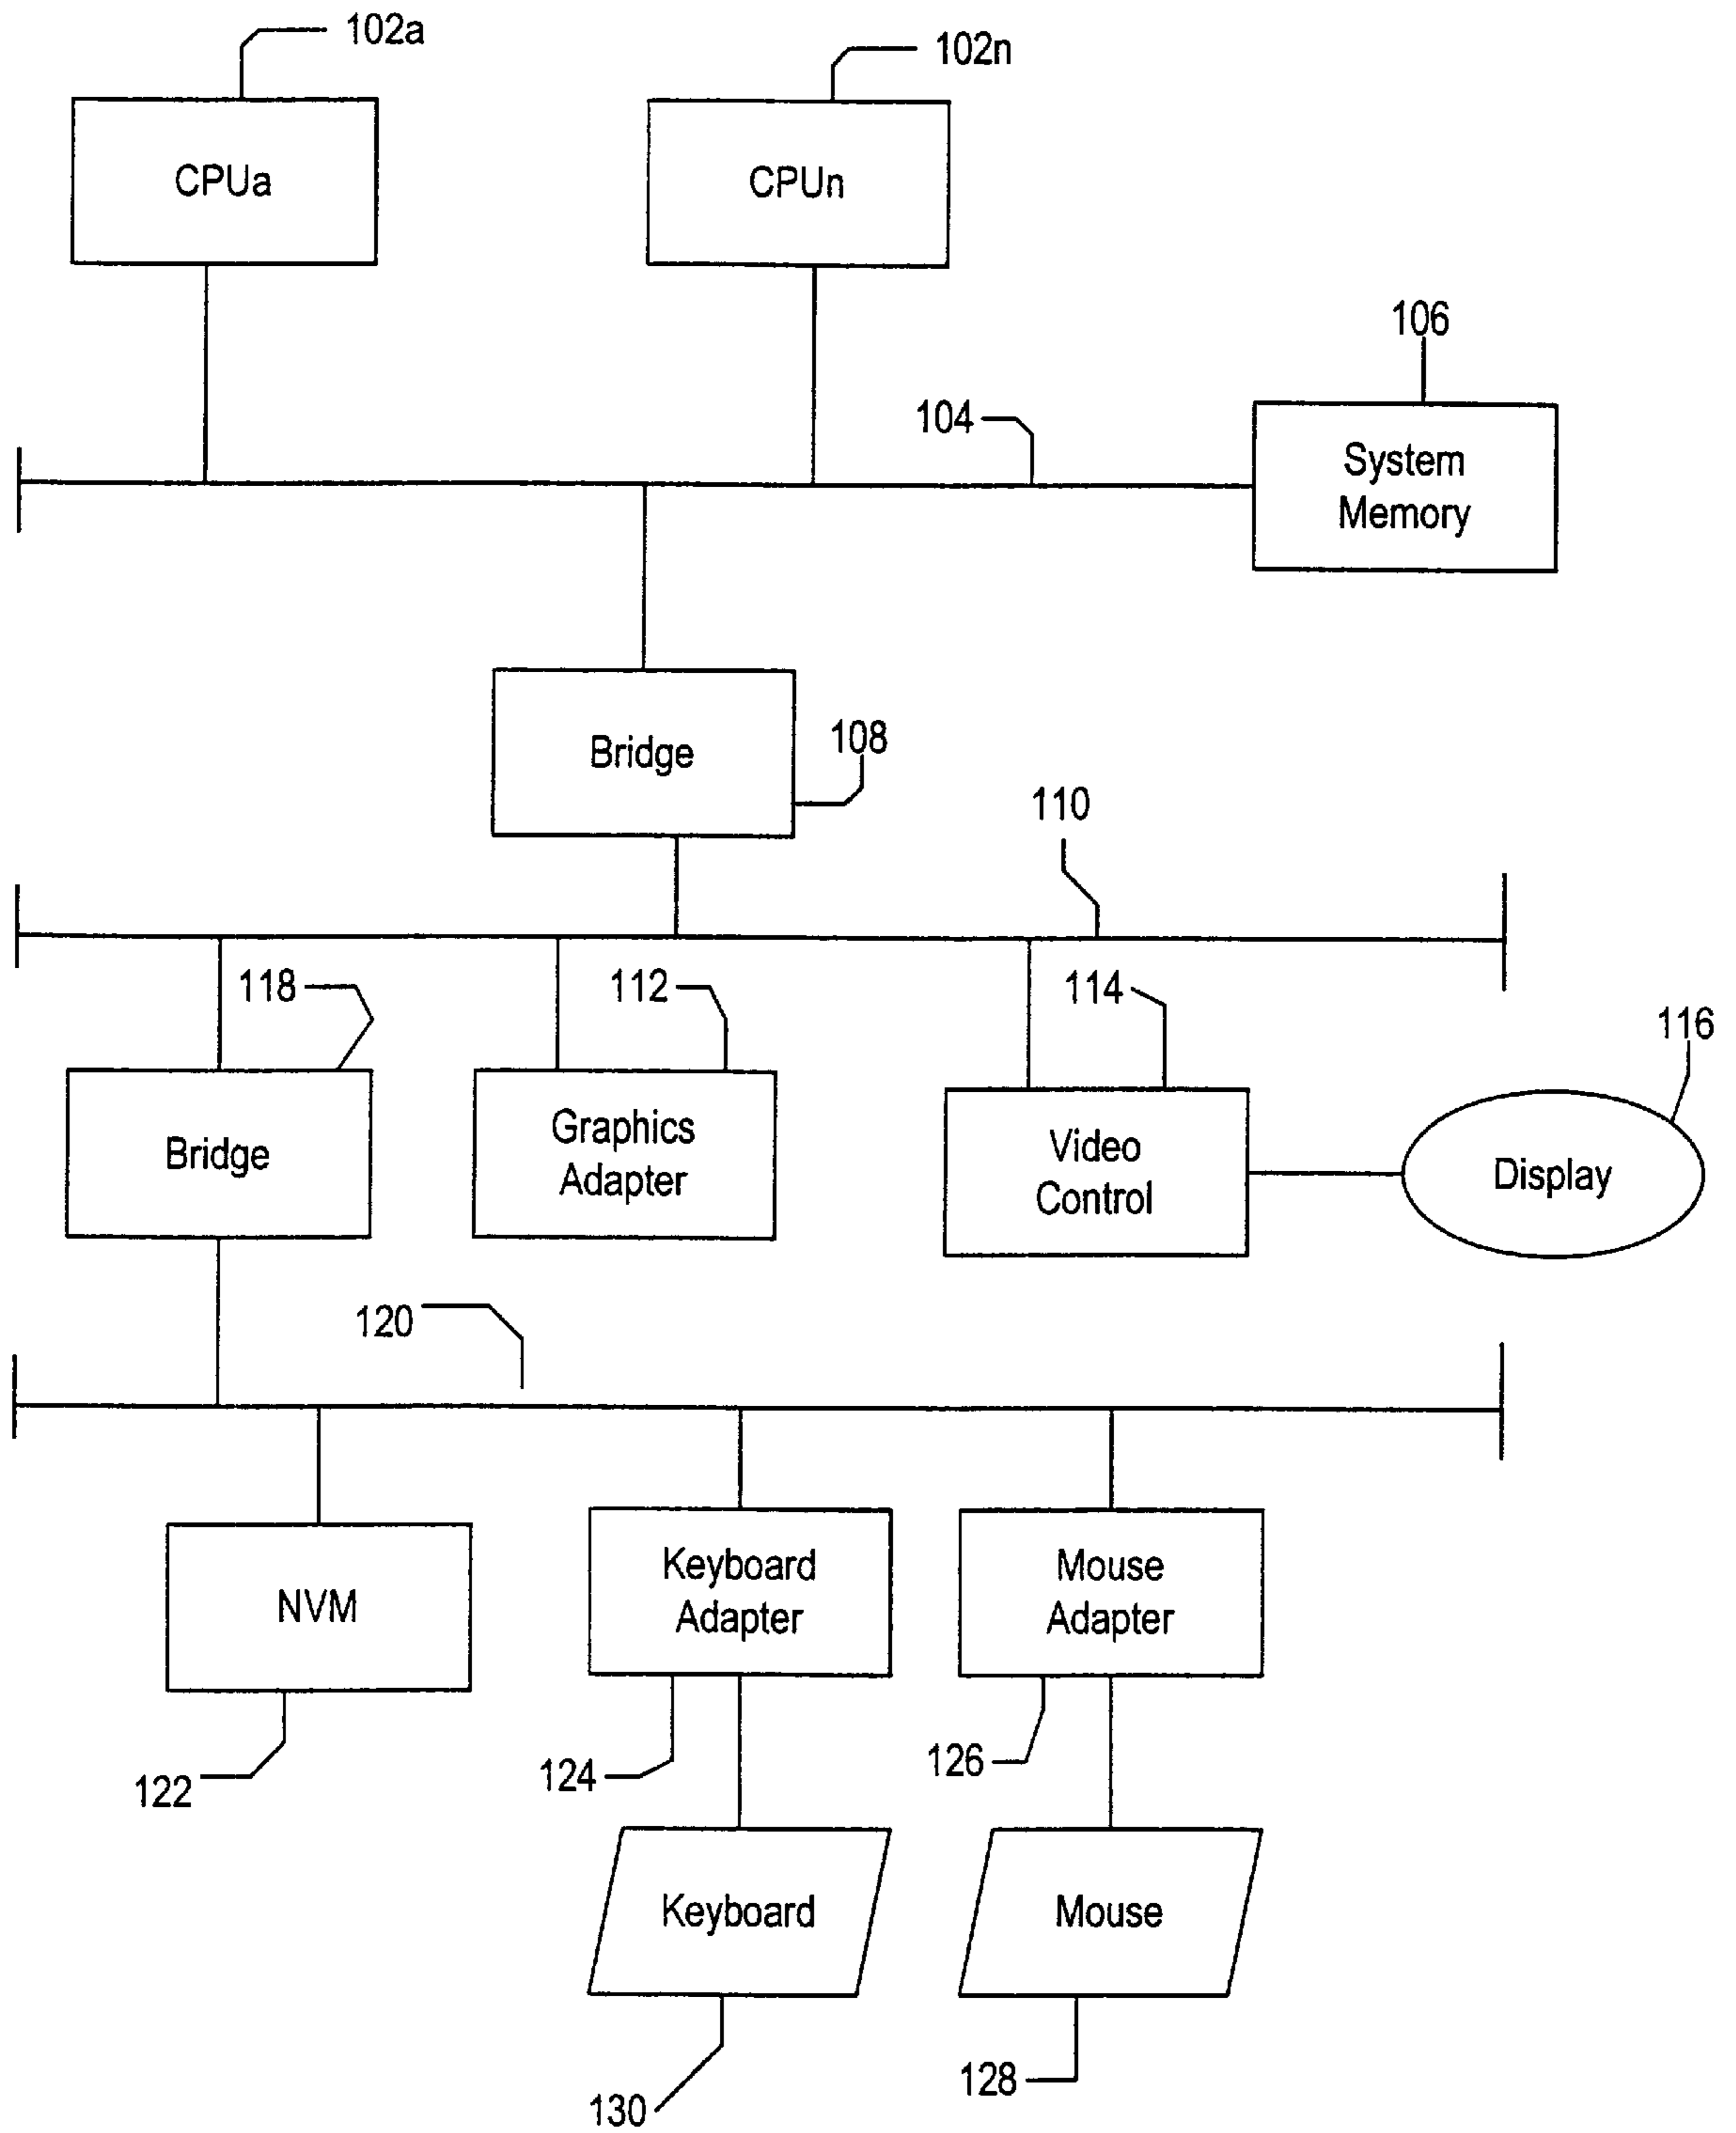 102a
102n
CPUa
CPUn
106
104
System
Memory
108
Bridge
110
118
112
114
116
Bridge
Graphics
Adapter
Video
Control
Display
120
NVM
Keyboard
Adapter
Mouse
Adapter
122
124
126
Keyboard
Mouse
130
128